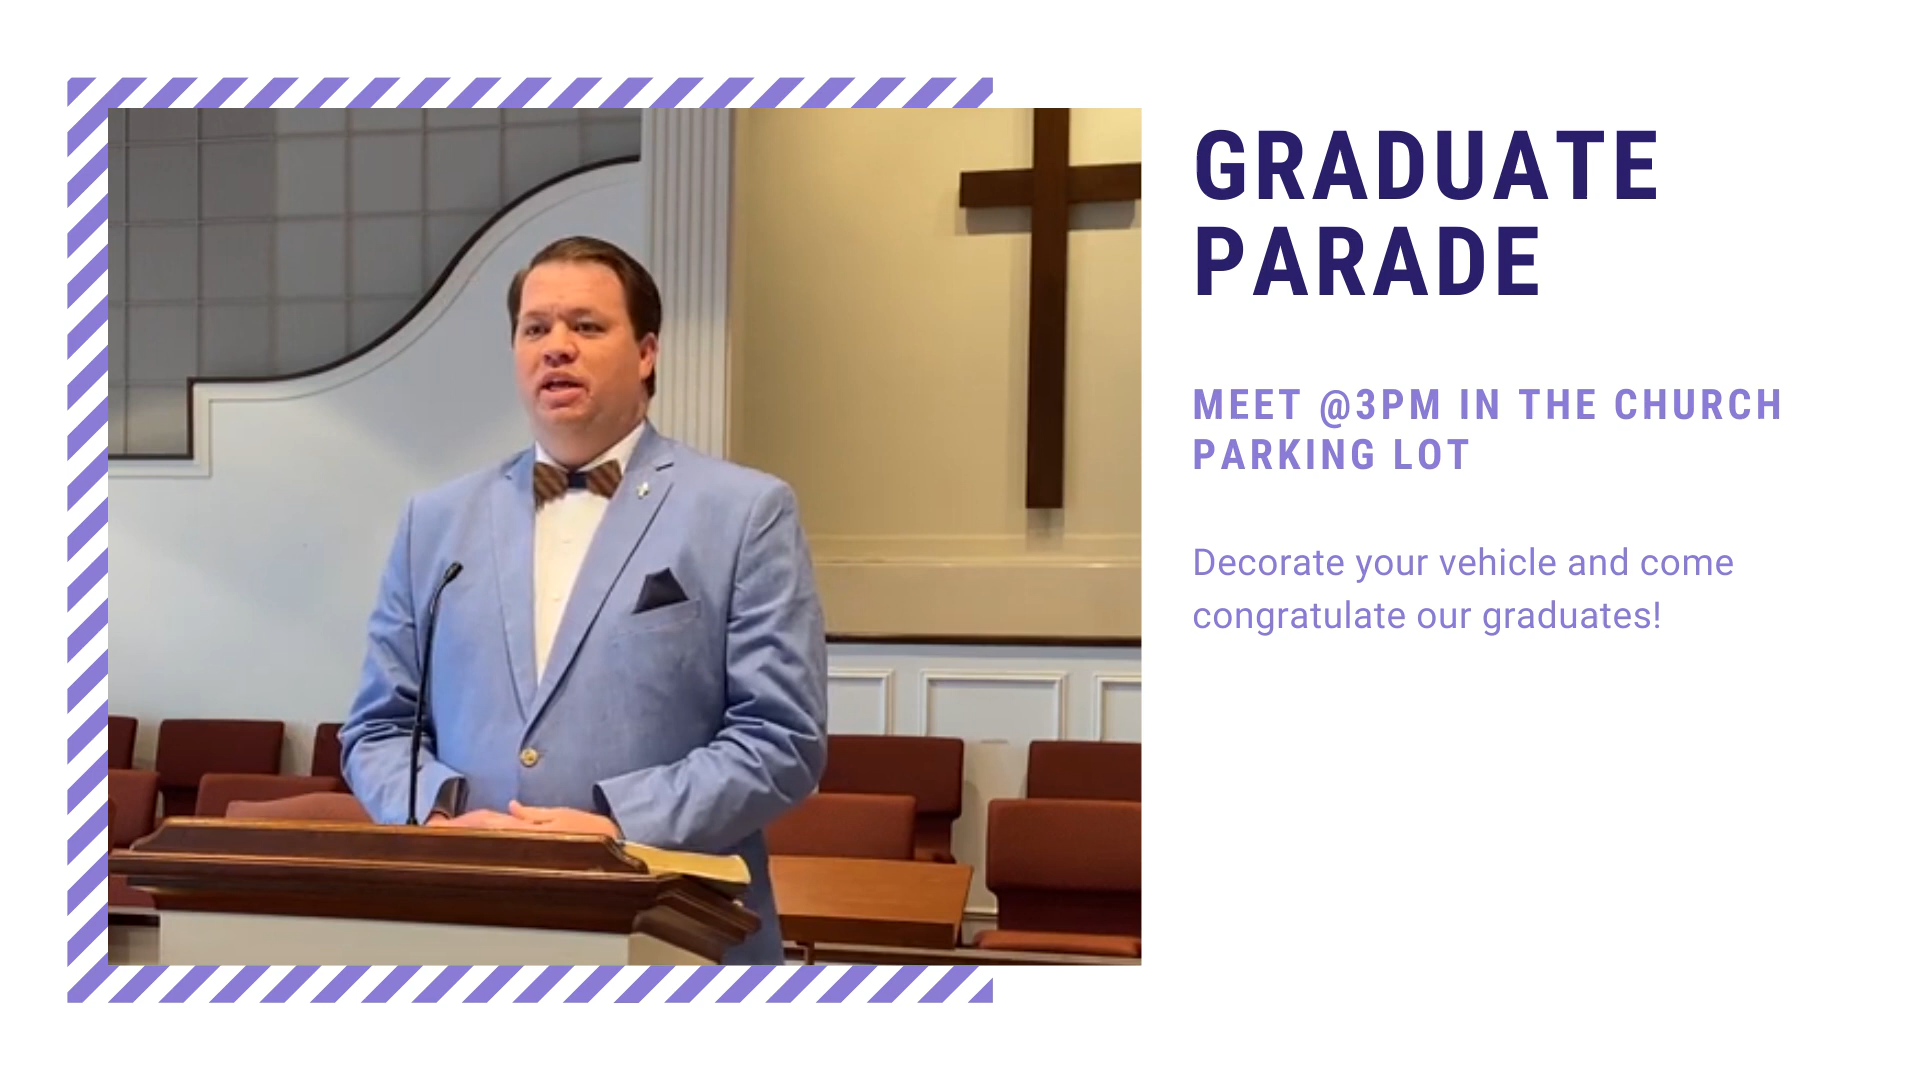 GRADUATE
PARADE
MEET @3PM IN THE CHURCH
PARKING LOT
Decorate your vehicle and come
congratulate our graduates!